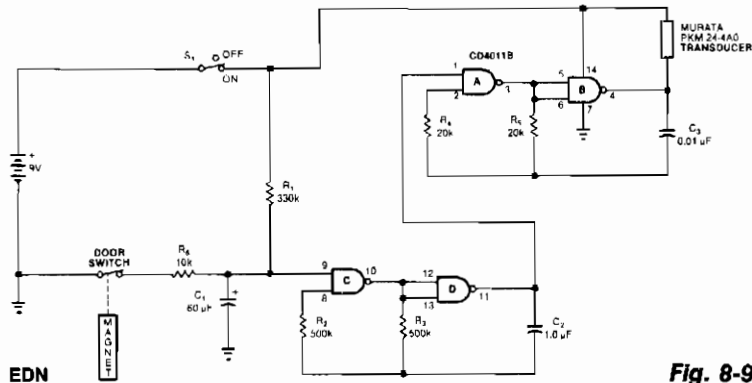 MURATA
PKM 24-4A0
TRANSDUCER
S₁
OFF
ON
CD4011B
1
2
A
3
5
6
14
B
4
7
R₄
20k
R₅
20k
C₃
0.01 µF
+
9V
R₁
330k
DOOR
SWITCH
R₆
10k
C₁
60 µF
+
9
8
C
10
12
13
D
11
R₂
500k
R₃
500k
C₂
1.0 µF
MAGNET
EDN
Fig. 8-9